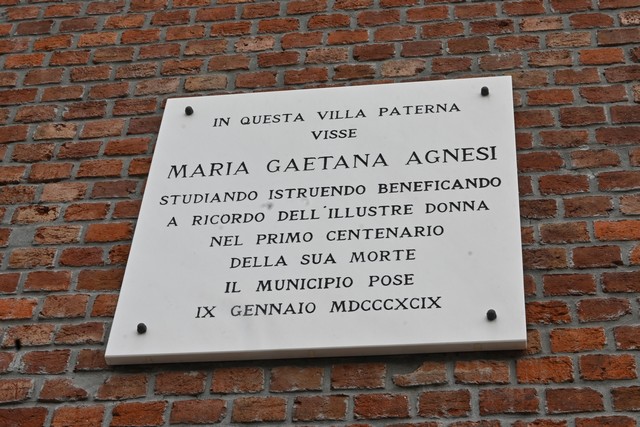 IN QUESTA VILLA PATERNA
VISSE
MARIA GAETANA AGNESI
STUDIANDO ISTRUENDO BENEFICANDO
A RICORDO DELL'ILLUSTRE DONNA
NEL PRIMO CENTENARIO
DELLA SUA MORTE
IL MUNICIPIO POSE
IX GENNAIO MDCCCXCIX